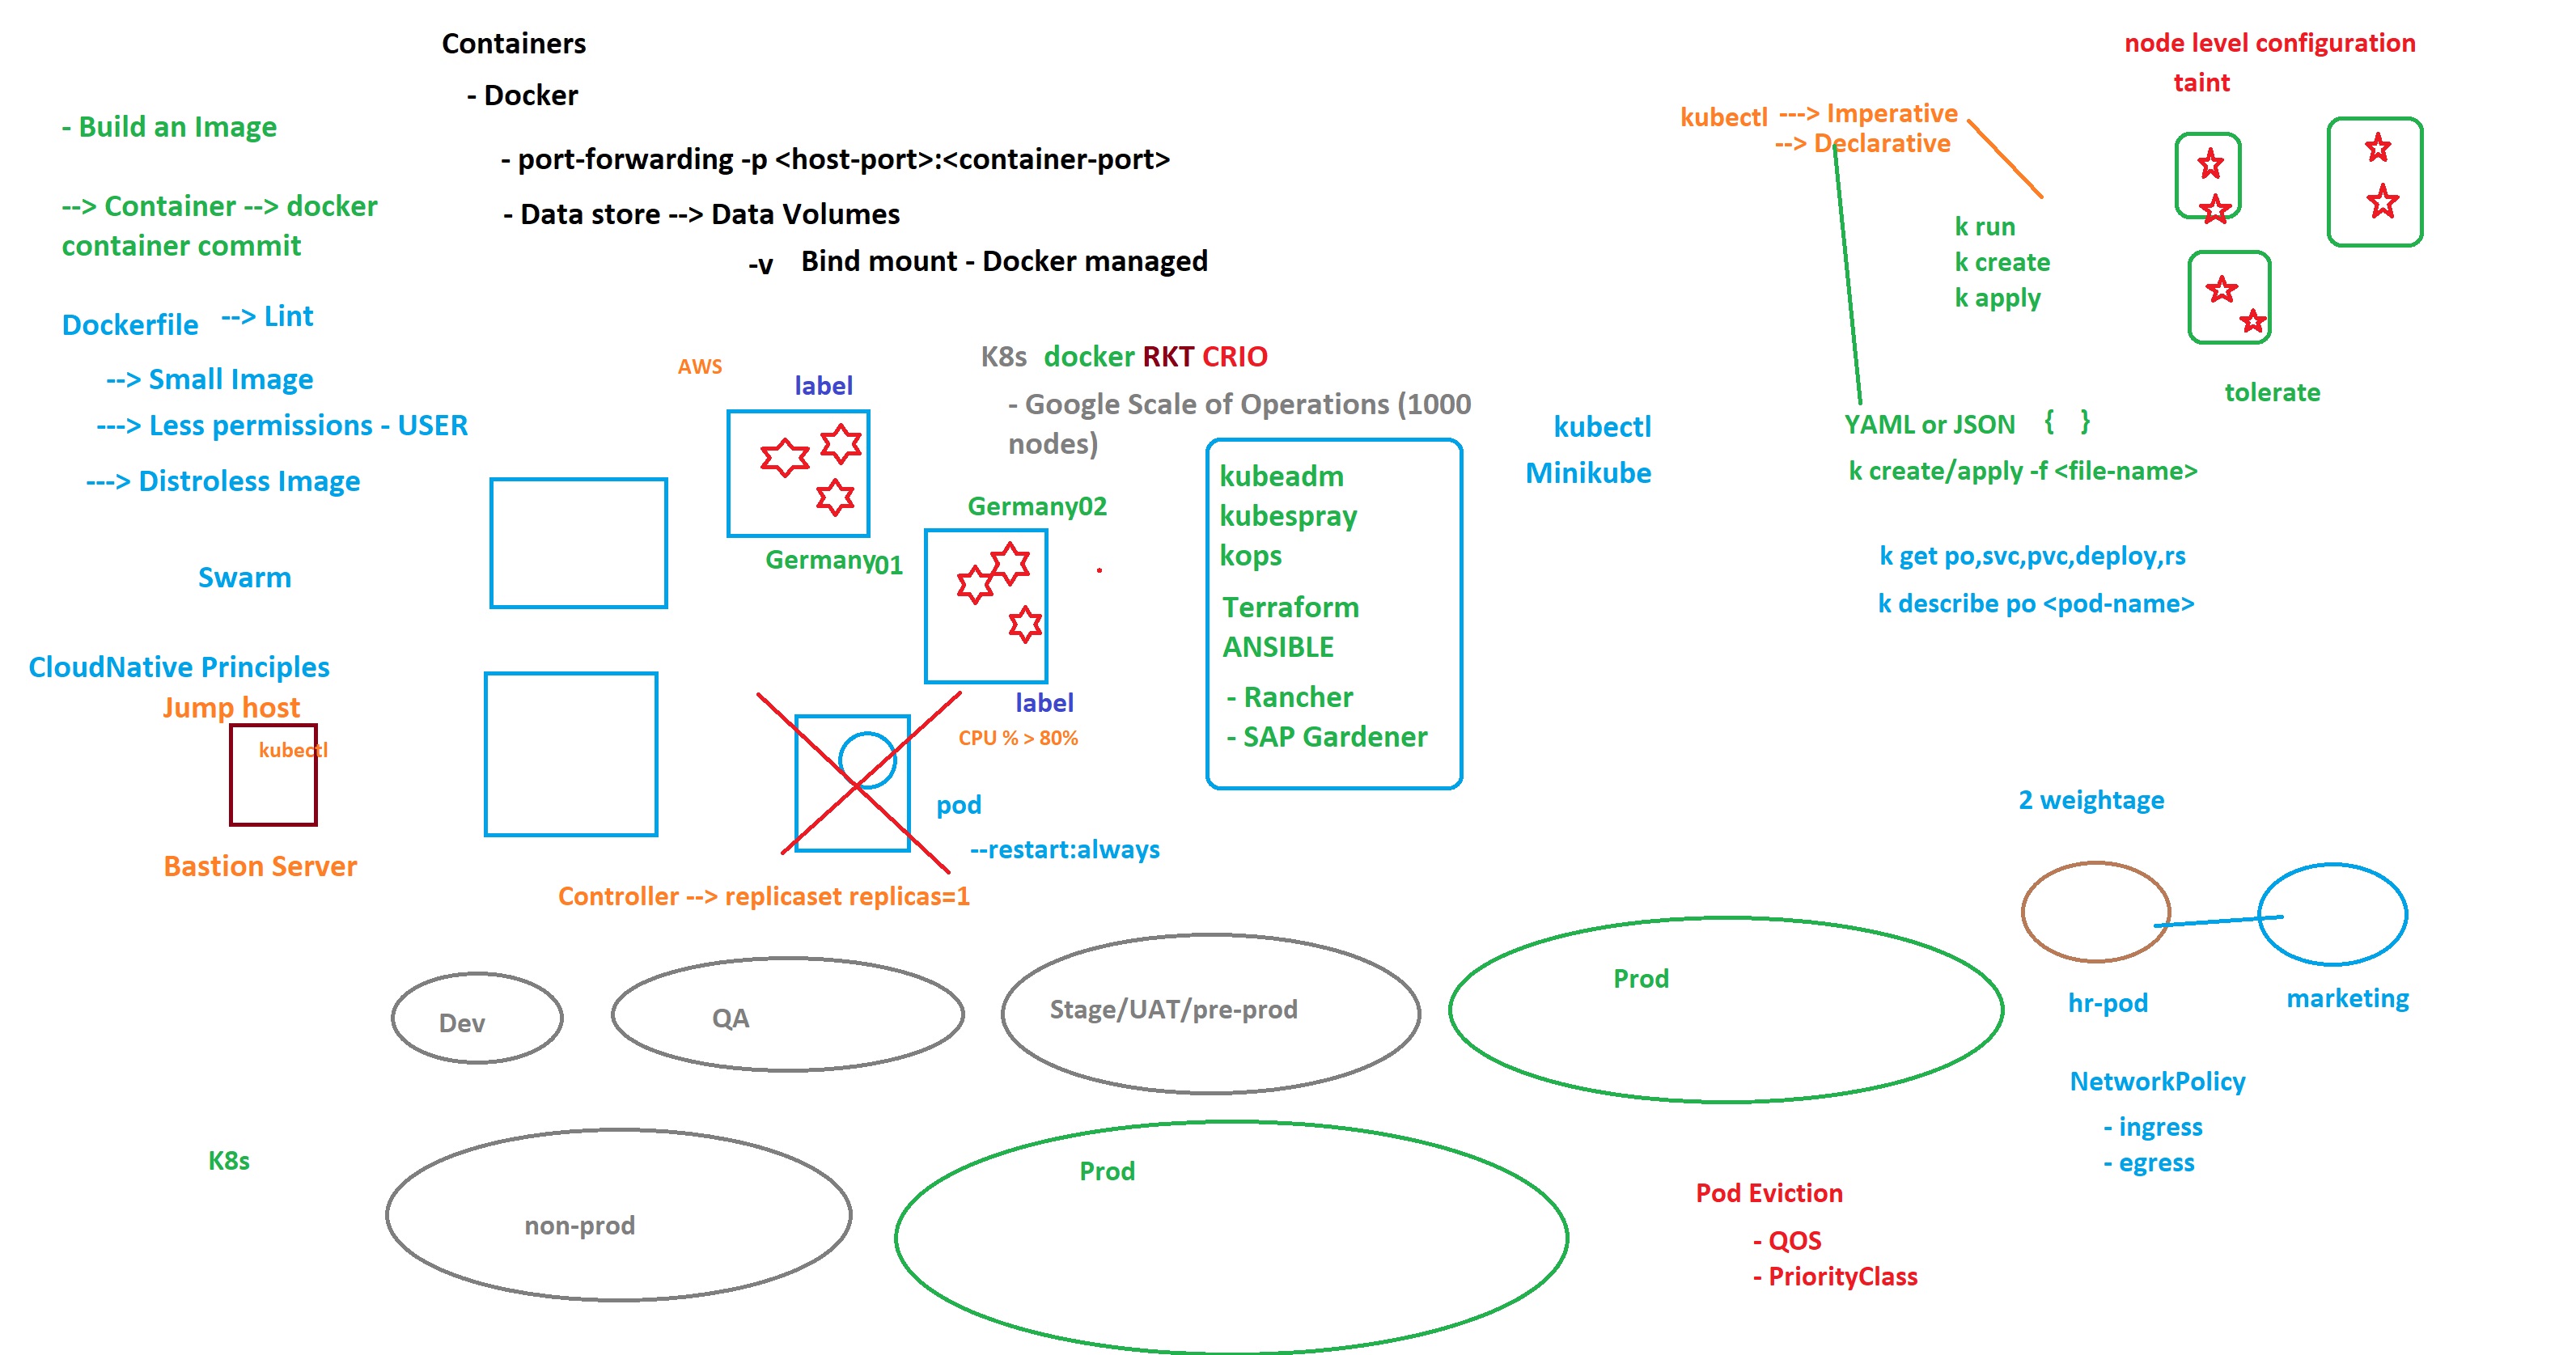 Containers
- Docker
- port-forwarding -p <host-port>:<container-port>
- Data store --> Data Volumes
-v Bind mount - Docker managed
- Build an Image
--> Container --> docker
container commit
Dockerfile --> Lint
--> Small Image
---> Less permissions - USER
---> Distroless Image
Swarm
CloudNative Principles
Jump host
kubectl
Bastion Server
AWS
label
Germany01
Germany02
label
CPU % > 80%
pod
--restart:always
Controller --> replicaset replicas=1
K8s docker RKT CRIO
- Google Scale of Operations (1000
nodes)
kubeadm
kubespray
kops
Terraform
ANSIBLE
- Rancher
- SAP Gardener
kubectl
Minikube
kubectl ---> Imperative
--> Declarative
k run
k create
k apply
YAML or JSON { }
k create/apply -f <file-name>
k get po,svc,pvc,deploy,rs
k describe po <pod-name>
node level configuration
taint
tolerate
2 weightage
hr-pod
marketing
NetworkPolicy
- ingress
- egress
Dev
QA
Stage/UAT/pre-prod
Prod
K8s
non-prod
Prod
Pod Eviction
- QOS
- PriorityClass